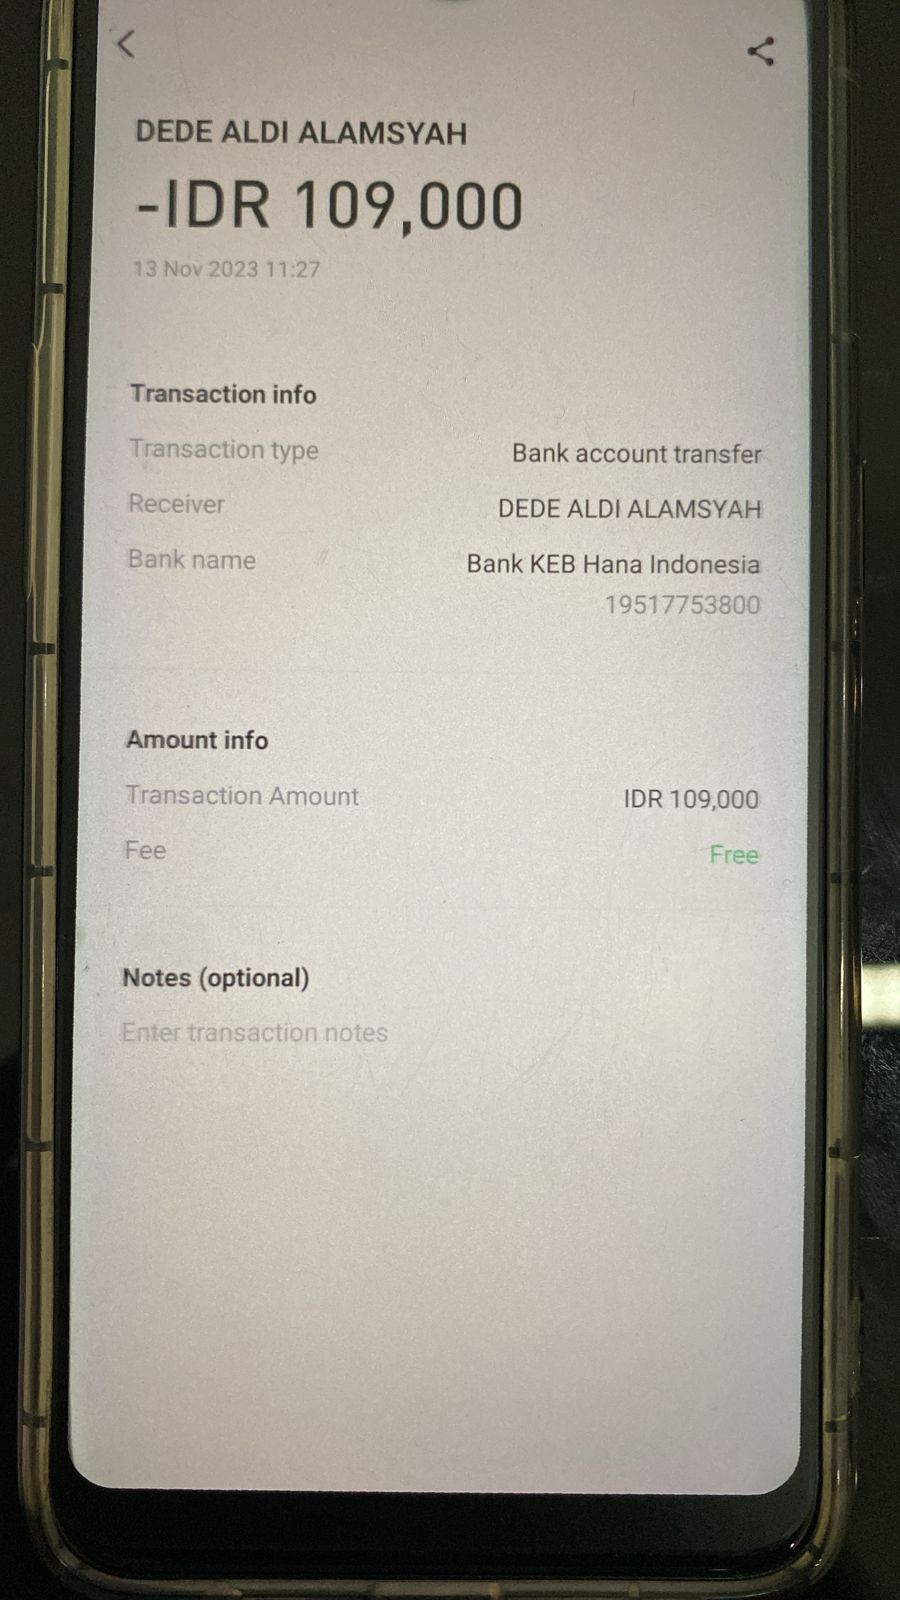 DEDE ALDI ALAMSYAH
-IDR 109,000
13 Nov 2023 11:27
Transaction info
Transaction type Bank account transfer
Receiver DEDE ALDI ALAMSYAH
Bank name Bank KEB Hana Indonesia
19517753800
Amount info
Transaction Amount IDR 109,000
Fee Free
Notes (optional)
Enter transaction notes